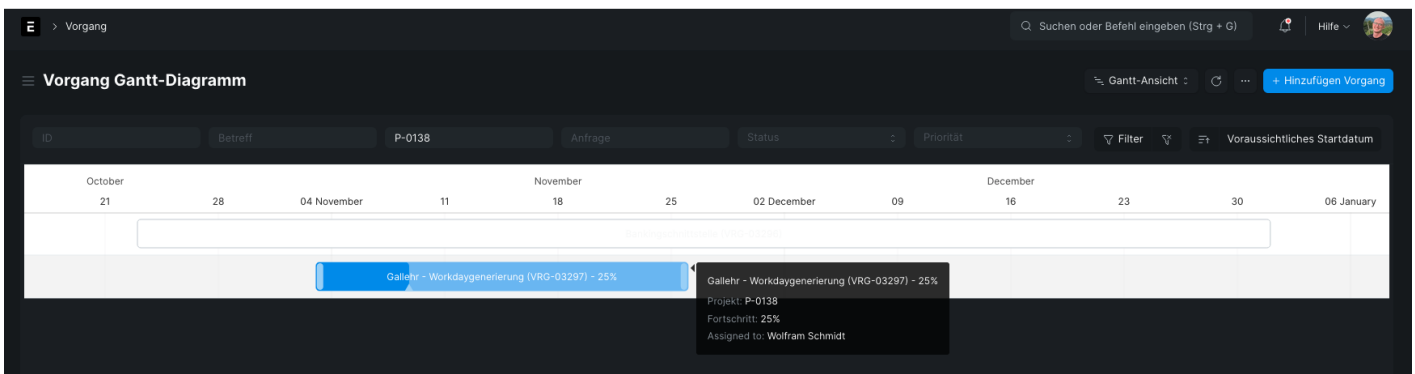 E > Vorgang
Suchen oder Befehl eingeben (Strg + G)
Hilfe
Vorgang Gantt-Diagramm
Gantt-Ansicht
...
+ Hinzufügen Vorgang
ID
Betreff
P-0138
Anfrage
Status
Priorität
Filter
Voraussichtliches Startdatum
October
November
December
21
28
04 November
11
18
25
02 December
09
16
23
30
06 January
Gallehr - Workdaygenerierung (VRG-03297) - 25%
Gallehr - Workdaygenerierung (VRG-03297) - 25%
Projekt: P-0138
Fortschritt: 25%
Assigned to: Wolfram Schmidt